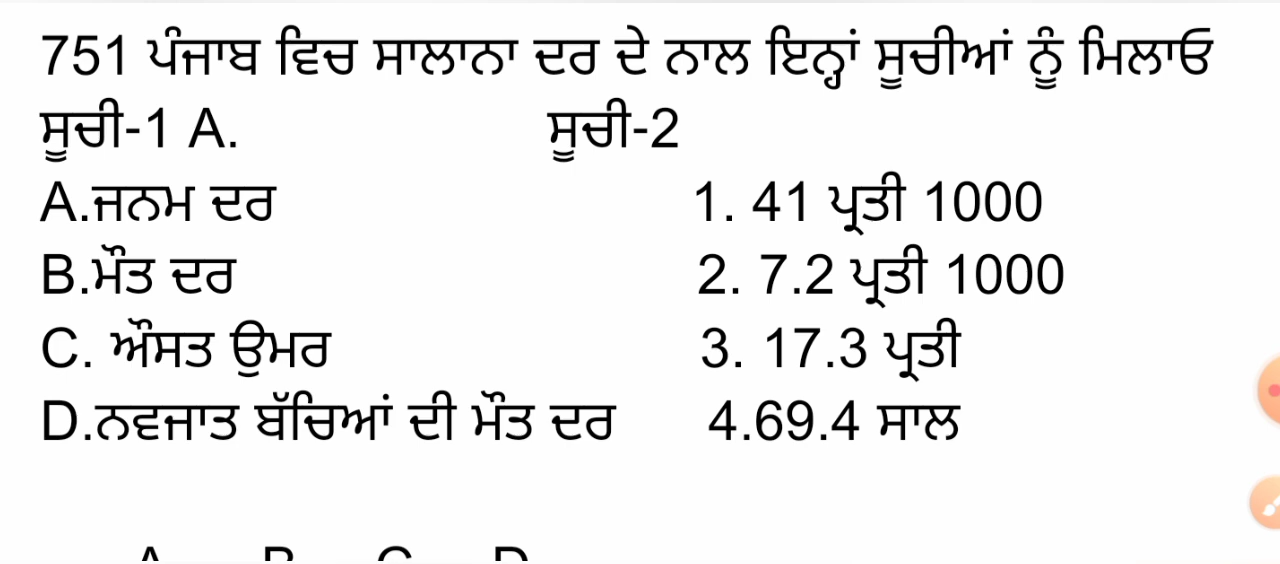 751 ਪੰਜਾਬ ਵਿਚ ਸਾਲਾਨਾ ਦਰ ਦੇ ਨਾਲ ਇਨ੍ਹਾਂ ਸੂਚੀਆਂ ਨੂੰ ਮਿਲਾਓ
ਸੂਚੀ-1 A. ਸੂਚੀ-2
A.ਜਨਮ ਦਰ 1. 41 ਪ੍ਰਤੀ 1000
B.ਮੌਤ ਦਰ 2. 7.2 ਪ੍ਰਤੀ 1000
C. ਔਸਤ ਉਮਰ 3. 17.3 ਪ੍ਰਤੀ
D.ਨਵਜਾਤ ਬੱਚਿਆਂ ਦੀ ਮੌਤ ਦਰ 4.69.4 ਸਾਲ
A B C D